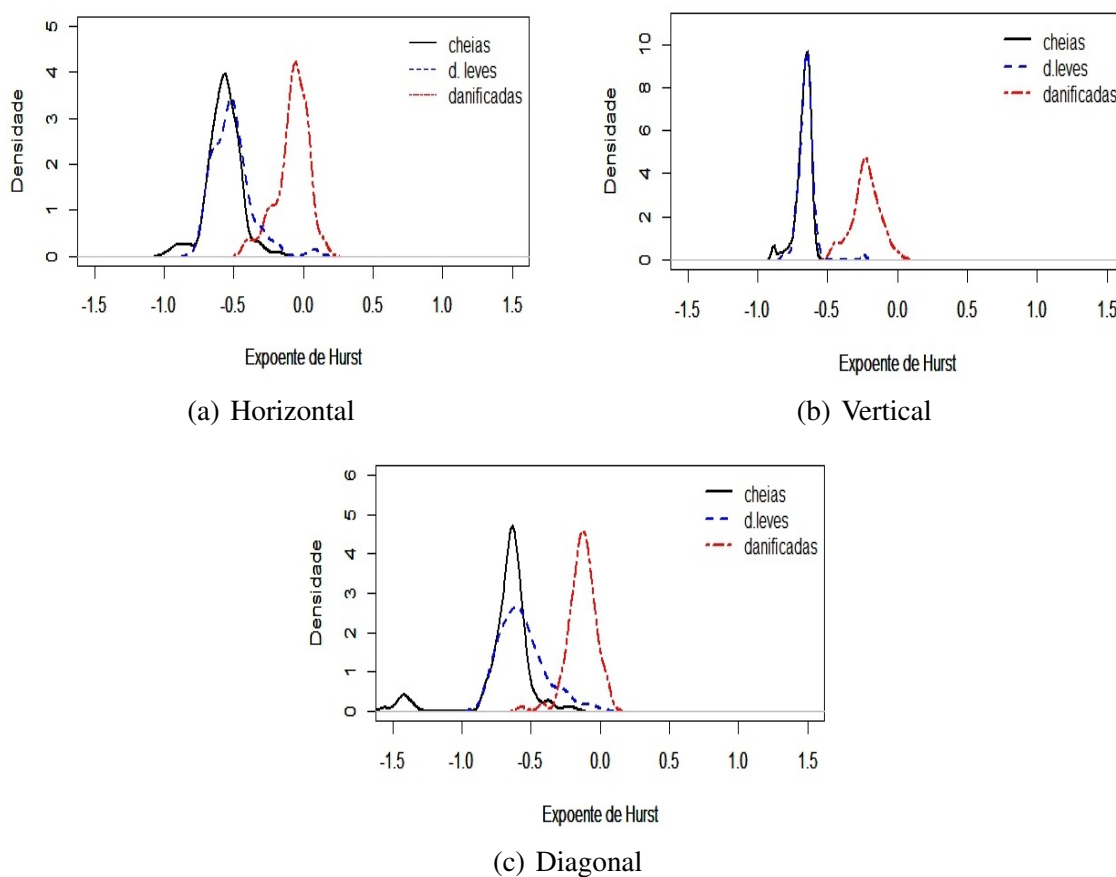 5
4
3
2
1
0
Densidade
cheias
d. leves
danificadas
-1.5 -1.0 -0.5 0.0 0.5 1.0 1.5
Expoente de Hurst
(a) Horizontal
10
8
6
4
2
0
Densidade
cheias
d.leves
danificadas
-1.5 -1.0 -0.5 0.0 0.5 1.0 1.5
Expoente de Hurst
(b) Vertical
6
5
4
3
2
1
0
Densidade
cheias
d.leves
danificadas
-1.5 -1.0 -0.5 0.0 0.5 1.0 1.5
Expoente de Hurst
(c) Diagonal